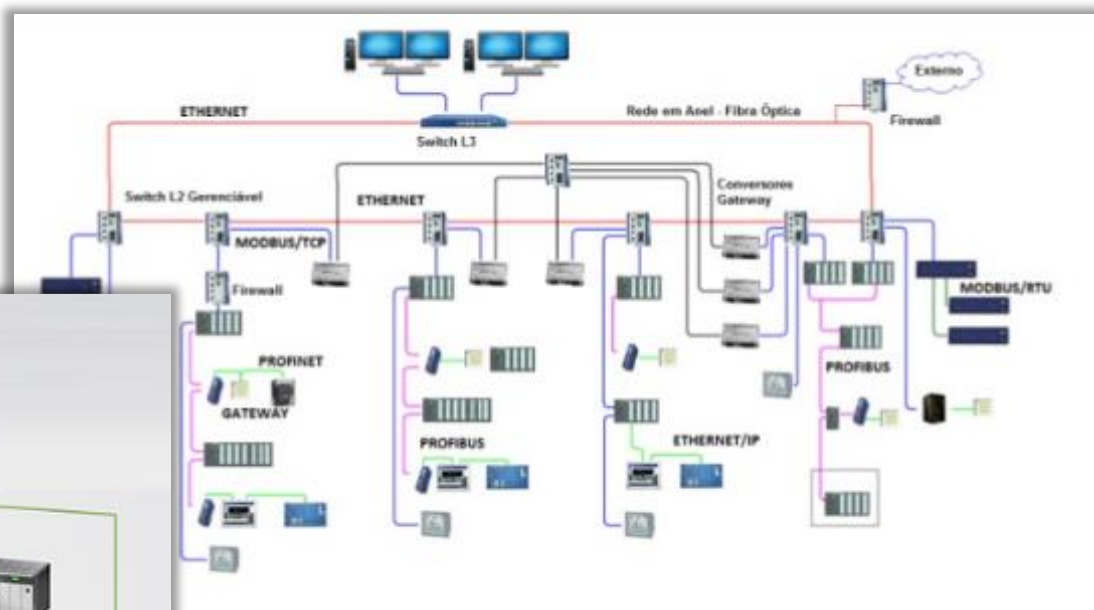 Externo
ETHERNET
Rede em Anel - Fibra Óptica
Firewall
Switch L3
Switch L2 Gerenciável
ETHERNET
Conversores
Gateway
MODBUS/TCP
Firewall
MODBUS/RTU
PROFINET
PROFIBUS
GATEWAY
PROFIBUS
ETHERNET/IP